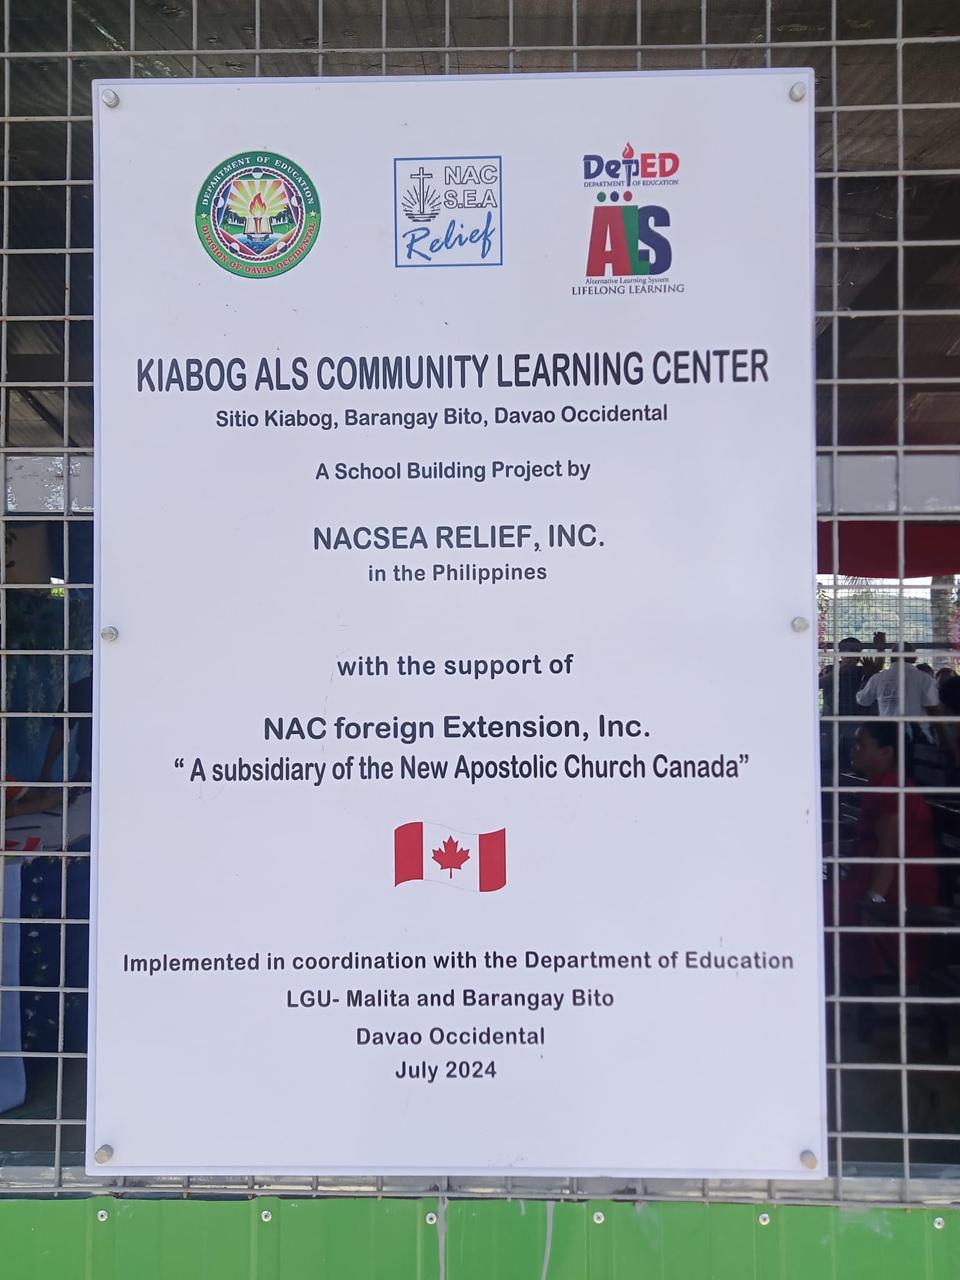 DEPARTMENT OF EDUCATION
DIVISION OF DAVAO OCCIDENTAL
NAC
S.E.A
Relief
DepED
DEPARTMENT OF EDUCATION
ALS
Alternative Learning System
LIFELONG LEARNING
KIABOG ALS COMMUNITY LEARNING CENTER
Sitio Kiabog, Barangay Bito, Davao Occidental
A School Building Project by
NACSEA RELIEF, INC.
in the Philippines
with the support of
NAC foreign Extension, Inc.
“ A subsidiary of the New Apostolic Church Canada”
Implemented in coordination with the Department of Education
LGU- Malita and Barangay Bito
Davao Occidental
July 2024